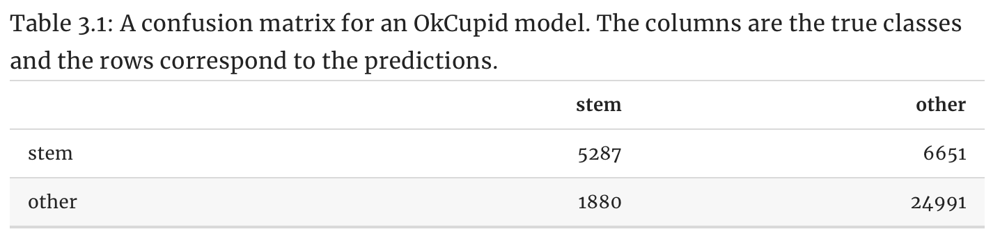 Table 3.1: A confusion matrix for an OkCupid model. The columns are the true classes
and the rows correspond to the predictions.
stem other
stem 5287 6651
other 1880 24991